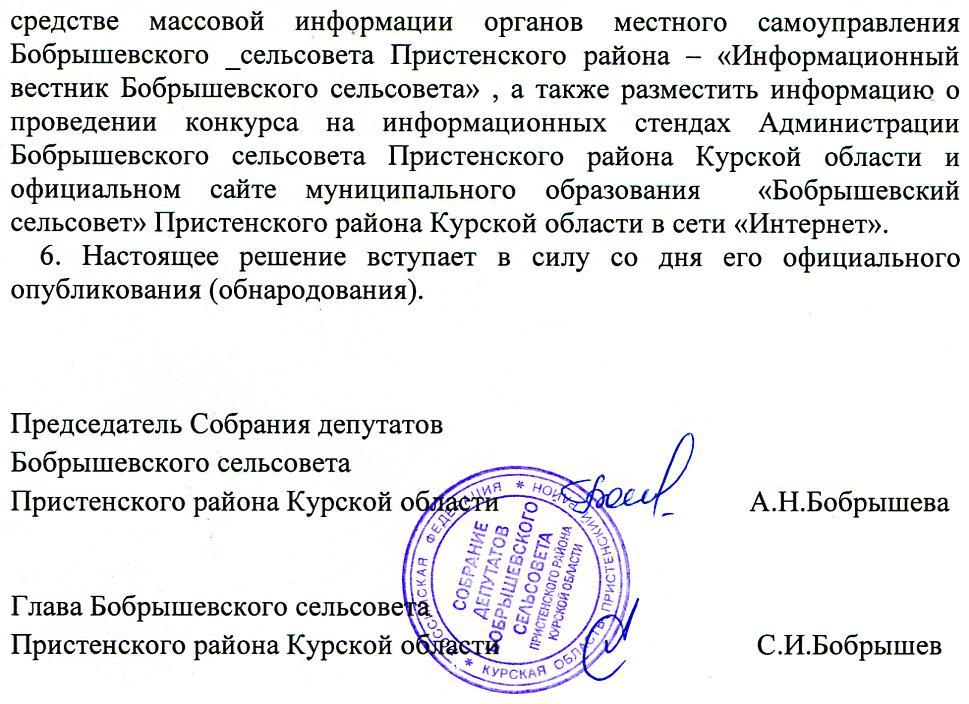 средстве массовой информации органов местного самоуправления
Бобрышевского _сельсовета Пристенского района – «Информационный
вестник Бобрышевского сельсовета» , а также разместить информацию о
проведении конкурса на информационных стендах Администрации
Бобрышевского сельсовета Пристенского района Курской области и
официальном сайте муниципального образования «Бобрышевский
сельсовет» Пристенского района Курской области в сети «Интернет».
6. Настоящее решение вступает в силу со дня его официального
опубликования (обнародования).
Председатель Собрания депутатов
Бобрышевского сельсовета
Пристенского района Курской области А.Н.Бобрышева
Глава Бобрышевского сельсовета
Пристенского района Курской области С.И.Бобрышев
РОССИЙСКАЯ ФЕДЕРАЦИЯ * ПРИСТЕНСКИЙ РАЙОН * КУРСКАЯ ОБЛАСТЬ
СОБРАНИЕ
ДЕПУТАТОВ
БОБРЫШЕВСКОГО
СЕЛЬСОВЕТА
ПРИСТЕНСКОГО РАЙОНА
КУРСКОЙ ОБЛАСТИ